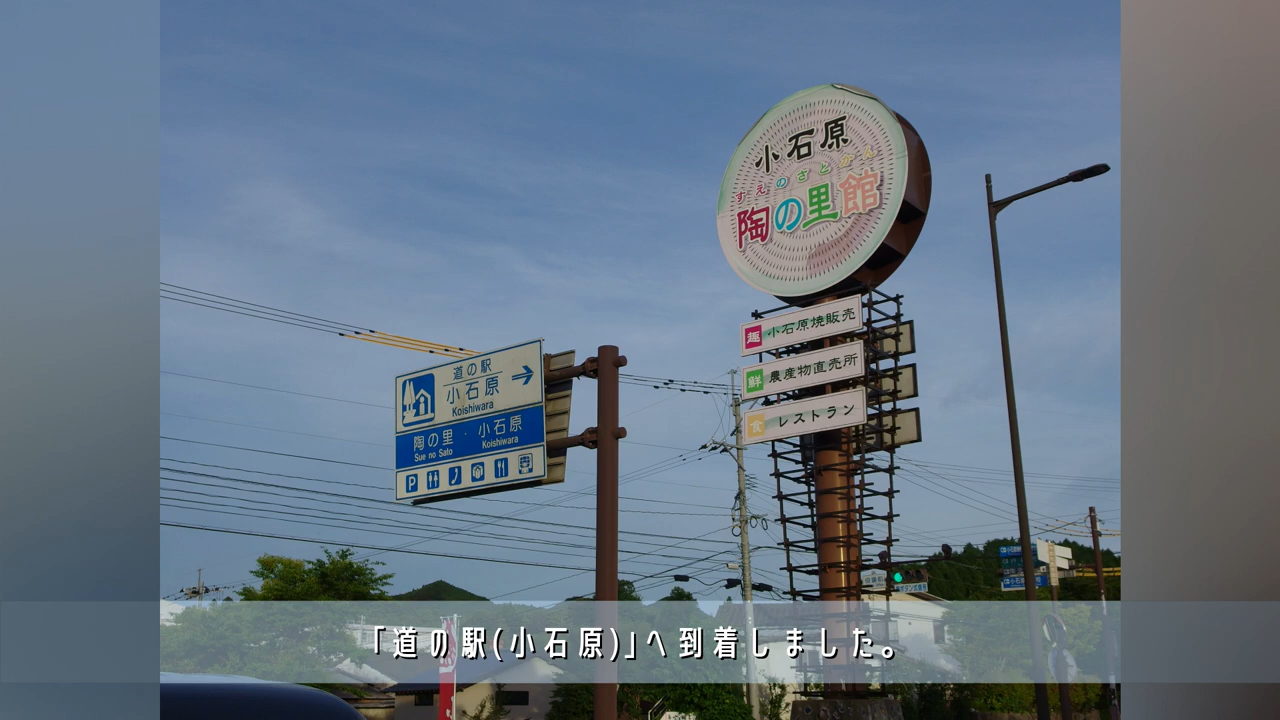 小石原
すえのさとかん
陶の里館
趣 小石原焼販売
鮮 農産物直売所
食 レストラン
道の駅
小石原
Koishiwara
陶の里・小石原
Sue no Sato Koishiwara
P
「道の駅(小石原)」へ到着しました。